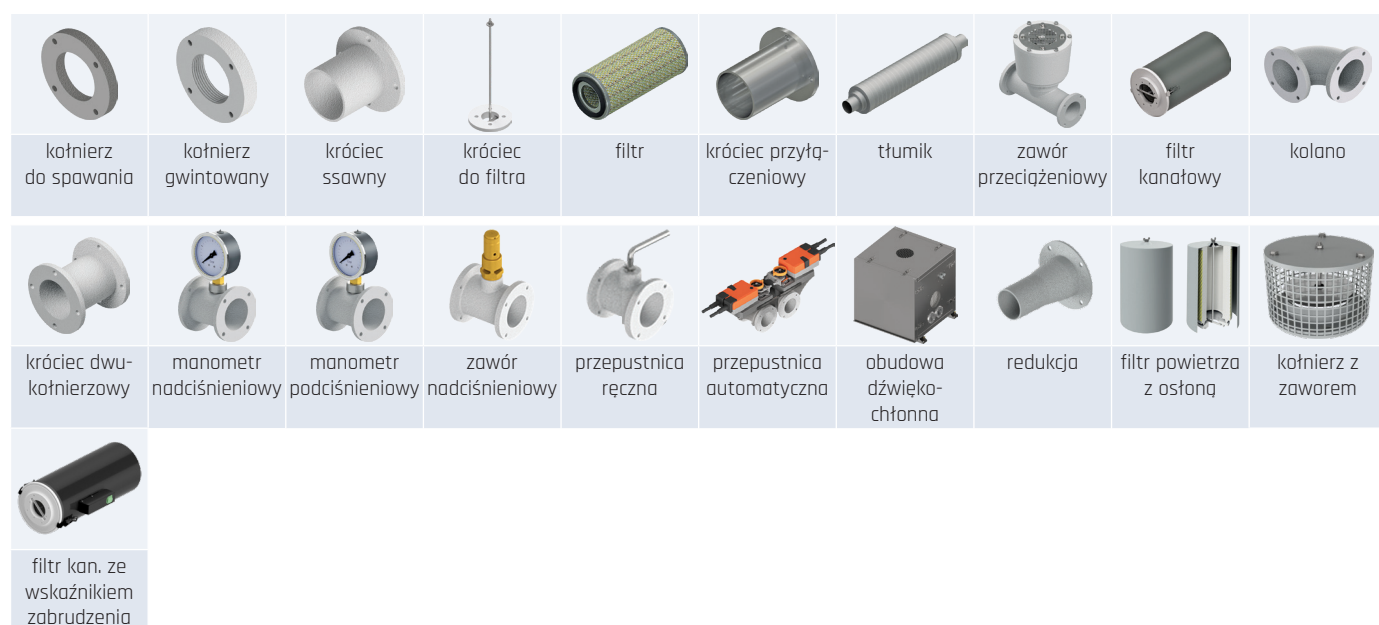 kołnierz
do spawania
kołnierz
gwintowany
króciec
ssawny
króciec
do filtra
filtr
króciec przyłą-
czeniowy
tłumik
zawór
przeciążeniowy
filtr
kanałowy
kolano
króciec dwu-
kołnierzowy
manometr
nadciśnieniowy
manometr
podciśnieniowy
zawór
nadciśnieniowy
przepustnica
ręczna
przepustnica
automatyczna
obudowa
dźwięko-
chłonna
redukcja
filtr powietrza
z osłoną
kołnierz z
zaworem
filtr kan. ze
wskaźnikiem
zabrudzenia